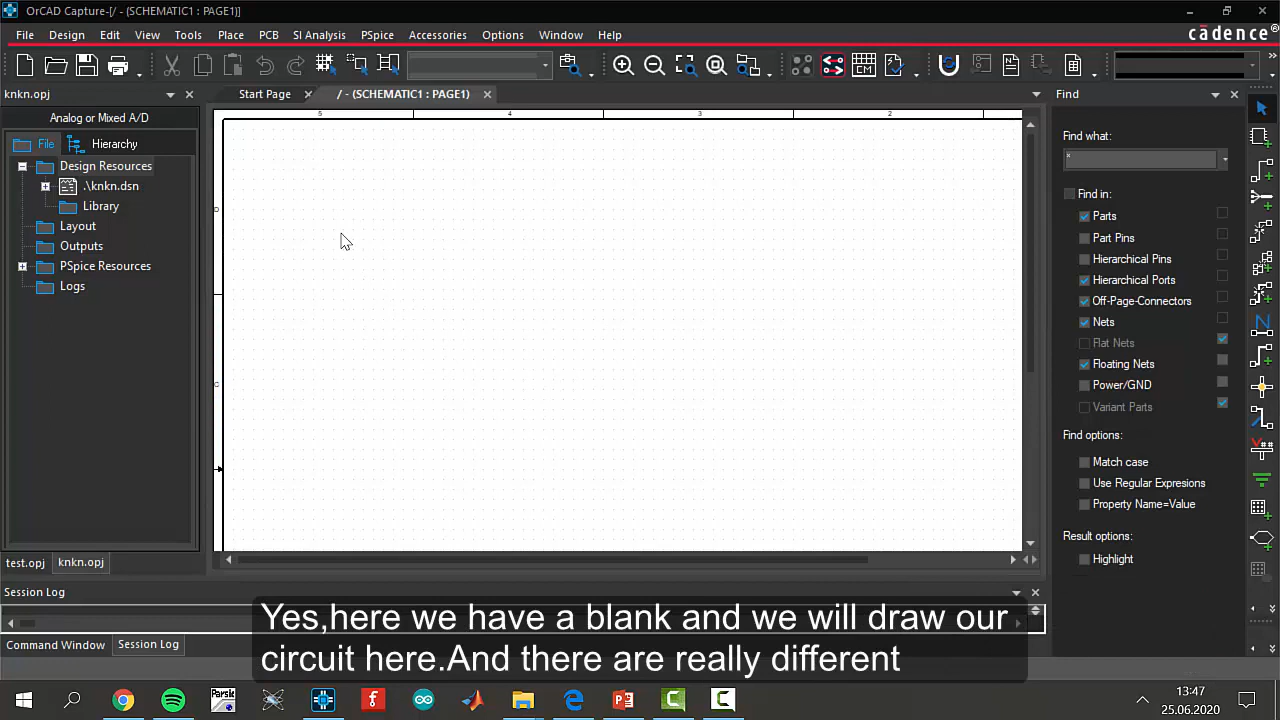 OrCAD Capture-[/ - (SCHEMATIC1 : PAGE1)]
File Design Edit View Tools Place PCB SI Analysis PSpice Accessories Options Window Help
cādence®
knkn.opj
Start Page
/ - (SCHEMATIC1 : PAGE1)
Find
Analog or Mixed A/D
File
Hierarchy
Design Resources
.\knkn.dsn
Library
Layout
Outputs
PSpice Resources
Logs
test.opj
knkn.opj
5 4 3 2
D
C
Find what:
*
Find in:
Parts
Part Pins
Hierarchical Pins
Hierarchical Ports
Off-Page-Connectors
Nets
Flat Nets
Floating Nets
Power/GND
Variant Parts
Find options:
Match case
Use Regular Expresions
Property Name=Value
Result options:
Highlight
Session Log
Command Window
Session Log
Yes,here we have a blank and we will draw our
circuit here.And there are really different
13:47
25.06.2020